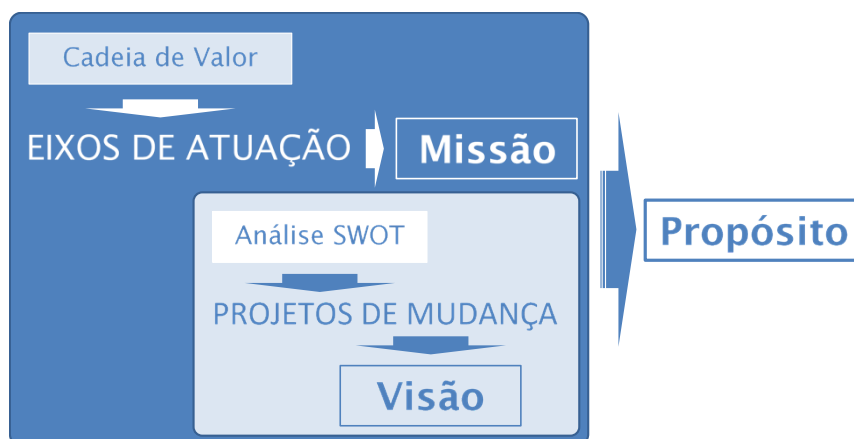 Cadeia de Valor
EIXOS DE ATUAÇÃO
Missão
Análise SWOT
PROJETOS DE MUDANÇA
Visão
Propósito